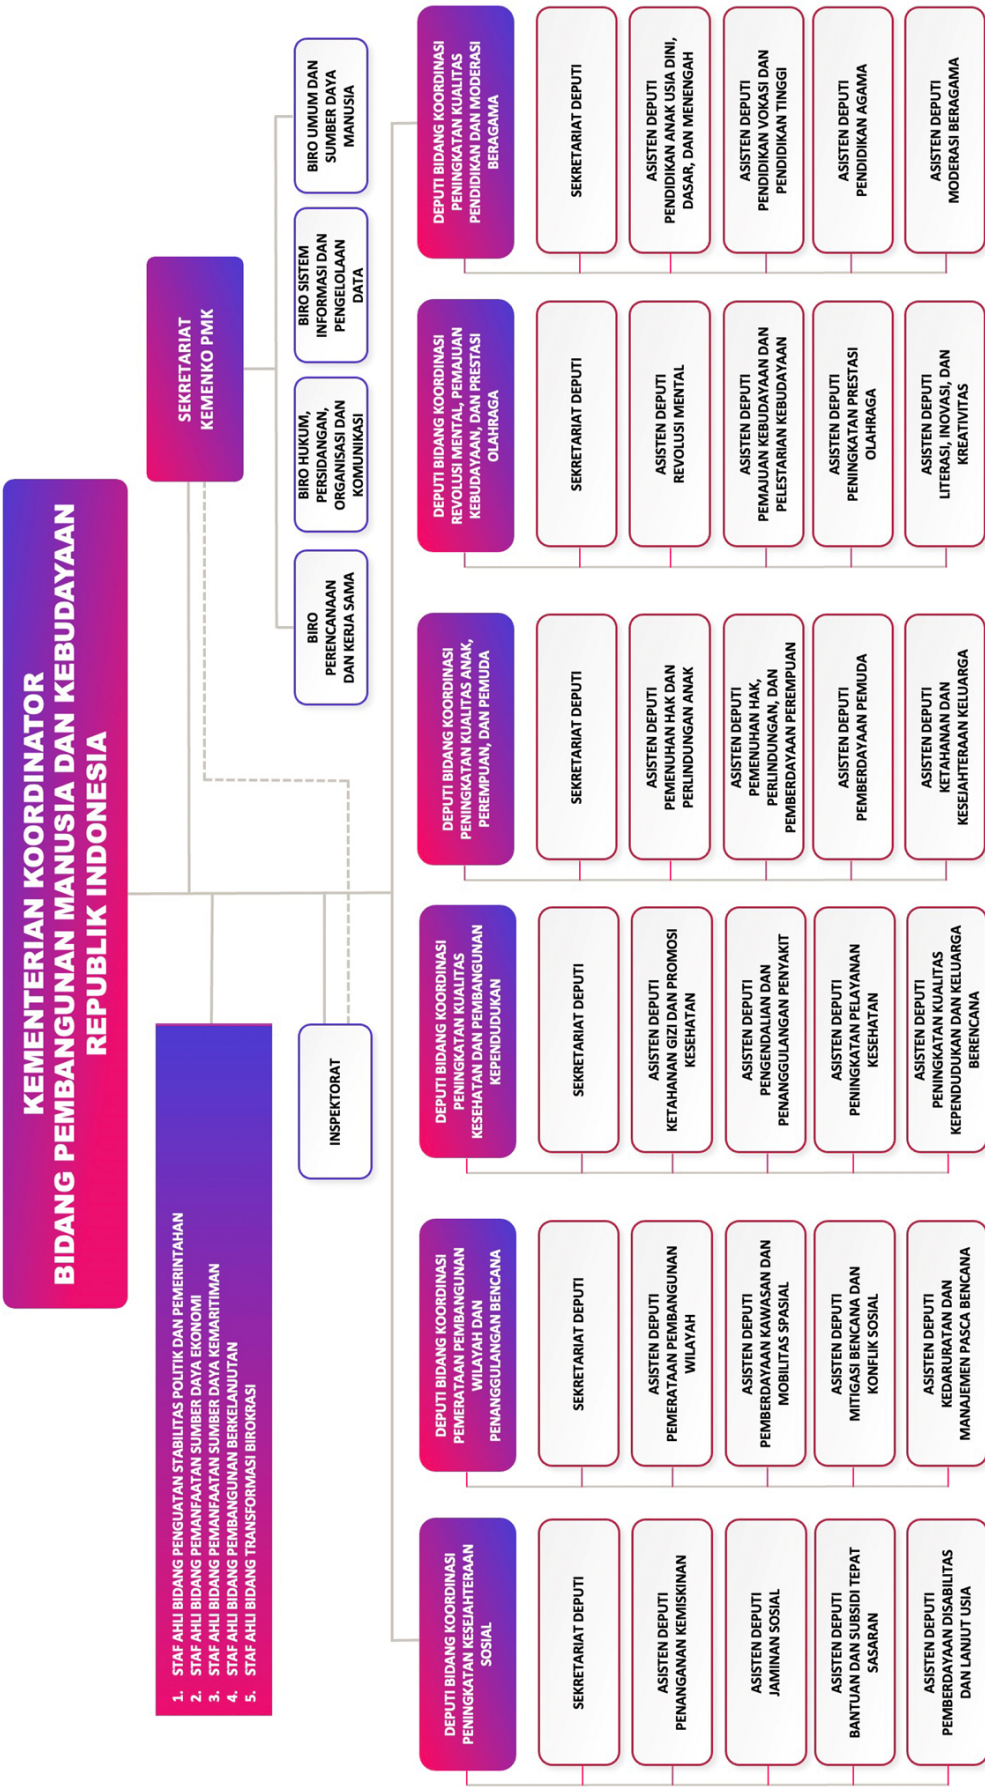 KEMENTERIAN KOORDINATOR
BIDANG PEMBANGUNAN MANUSIA DAN KEBUDAYAAN
REPUBLIK INDONESIA
SEKRETARIAT
KEMENKO PMK
1. STAF AHLI BIDANG PENGUATAN STABILITAS POLITIK DAN PEMERINTAHAN
2. STAF AHLI BIDANG PEMANFAATAN SUMBER DAYA EKONOMI
3. STAF AHLI BIDANG PEMANFAATAN SUMBER DAYA KEMARITIMAN
4. STAF AHLI BIDANG PEMBANGUNAN BERKELANJUTAN
5. STAF AHLI BIDANG TRANSFORMASI BIROKRASI
INSPEKTORAT
BIRO
PERENCANAAN
DAN KERJA SAMA
BIRO HUKUM,
PERSIDANGAN,
ORGANISASI DAN
KOMUNIKASI
BIRO SISTEM
INFORMASI DAN
PENGELOLAAN
DATA
BIRO UMUM DAN
SUMBER DAYA
MANUSIA
DEPUTI BIDANG KOORDINASI
PENINGKATAN KESEJAHTERAAN
SOSIAL
SEKRETARIAT DEPUTI
ASISTEN DEPUTI
PENANGANAN KEMISKINAN
ASISTEN DEPUTI
JAMINAN SOSIAL
ASISTEN DEPUTI
BANTUAN DAN SUBSIDI TEPAT
SASARAN
ASISTEN DEPUTI
PEMBERDAYAAN DISABILITAS
DAN LANJUT USIA
DEPUTI BIDANG KOORDINASI
PEMERATAAN PEMBANGUNAN
WILAYAH DAN
PENANGGULANGAN BENCANA
SEKRETARIAT DEPUTI
ASISTEN DEPUTI
PEMERATAAN PEMBANGUNAN
WILAYAH
ASISTEN DEPUTI
PEMBERDAYAAN KAWASAN DAN
MOBILITAS SPASIAL
ASISTEN DEPUTI
MITIGASI BENCANA DAN
KONFLIK SOSIAL
ASISTEN DEPUTI
KEDARURATAN DAN
MANAJEMEN PASCA BENCANA
DEPUTI BIDANG KOORDINASI
PENINGKATAN KUALITAS
KESEHATAN DAN PEMBANGUNAN
KEPENDUDUKAN
SEKRETARIAT DEPUTI
ASISTEN DEPUTI
KETAHANAN GIZI DAN PROMOSI
KESEHATAN
ASISTEN DEPUTI
PENGENDALIAN DAN
PENANGGULANGAN PENYAKIT
ASISTEN DEPUTI
PENINGKATAN PELAYANAN
KESEHATAN
ASISTEN DEPUTI
PENINGKATAN KUALITAS
KEPENDUDUKAN DAN KELUARGA
BERENCANA
DEPUTI BIDANG KOORDINASI
PENINGKATAN KUALITAS ANAK,
PEREMPUAN, DAN PEMUDA
SEKRETARIAT DEPUTI
ASISTEN DEPUTI
PEMENUHAN HAK DAN
PERLINDUNGAN ANAK
ASISTEN DEPUTI
PEMENUHAN HAK,
PERLINDUNGAN, DAN
PEMBERDAYAAN PEREMPUAN
ASISTEN DEPUTI
PEMBERDAYAAN PEMUDA
ASISTEN DEPUTI
KETAHANAN DAN
KESEJAHTERAAN KELUARGA
DEPUTI BIDANG KOORDINASI
REVOLUSI MENTAL, PEMAJUAN
KEBUDAYAAN, DAN PRESTASI
OLAHRAGA
SEKRETARIAT DEPUTI
ASISTEN DEPUTI
REVOLUSI MENTAL
ASISTEN DEPUTI
PEMAJUAN KEBUDAYAAN DAN
PELESTARIAN KEBUDAYAAN
ASISTEN DEPUTI
PENINGKATAN PRESTASI
OLAHRAGA
ASISTEN DEPUTI
LITERASI, INOVASI, DAN
KREATIVITAS
DEPUTI BIDANG KOORDINASI
PENINGKATAN KUALITAS
PENDIDIKAN DAN MODERASI
BERAGAMA
SEKRETARIAT DEPUTI
ASISTEN DEPUTI
PENDIDIKAN ANAK USIA DINI,
DASAR, DAN MENENGAH
ASISTEN DEPUTI
PENDIDIKAN VOKASI DAN
PENDIDIKAN TINGGI
ASISTEN DEPUTI
PENDIDIKAN AGAMA
ASISTEN DEPUTI
MODERASI BERAGAMA